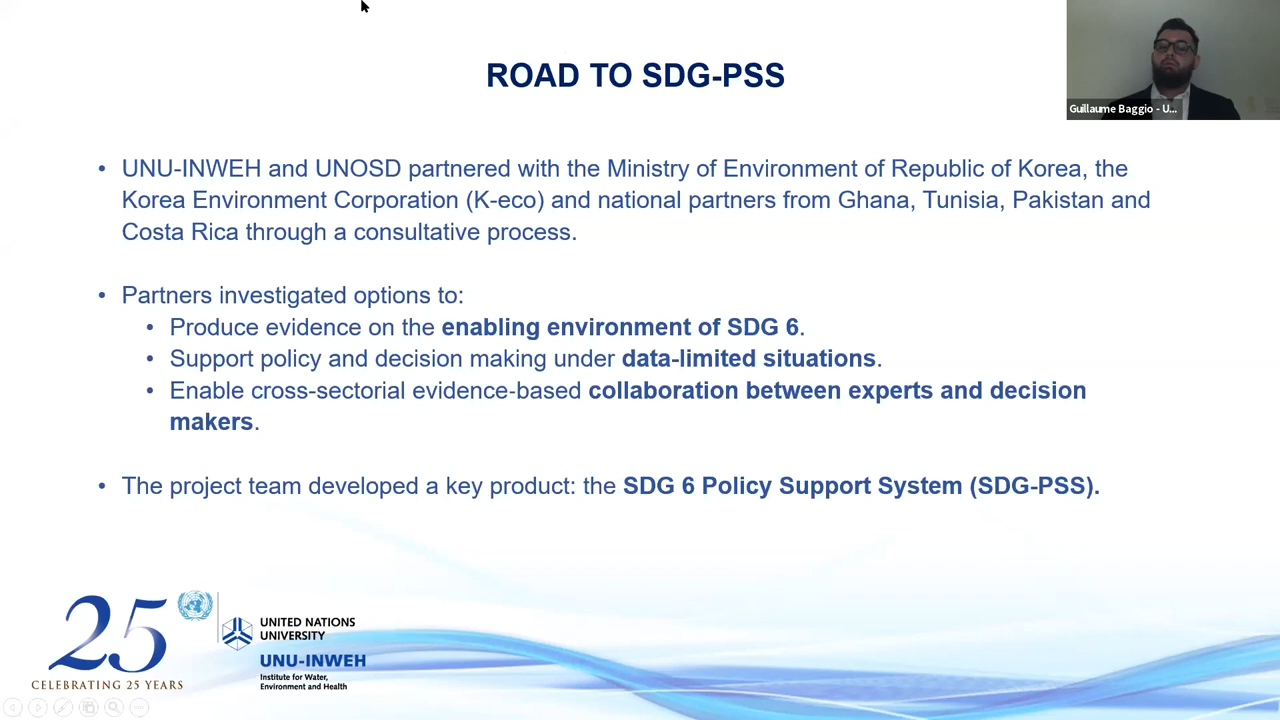 ROAD TO SDG-PSS
Guillaume Baggio - U...
• UNU-INWEH and UNOSD partnered with the Ministry of Environment of Republic of Korea, the
Korea Environment Corporation (K-eco) and national partners from Ghana, Tunisia, Pakistan and
Costa Rica through a consultative process.
• Partners investigated options to:
• Produce evidence on the enabling environment of SDG 6.
• Support policy and decision making under data-limited situations.
• Enable cross-sectorial evidence-based collaboration between experts and decision
makers.
• The project team developed a key product: the SDG 6 Policy Support System (SDG-PSS).
25
CELEBRATING 25 YEARS
UNITED NATIONS
UNIVERSITY
UNU-INWEH
Institute for Water,
Environment and Health